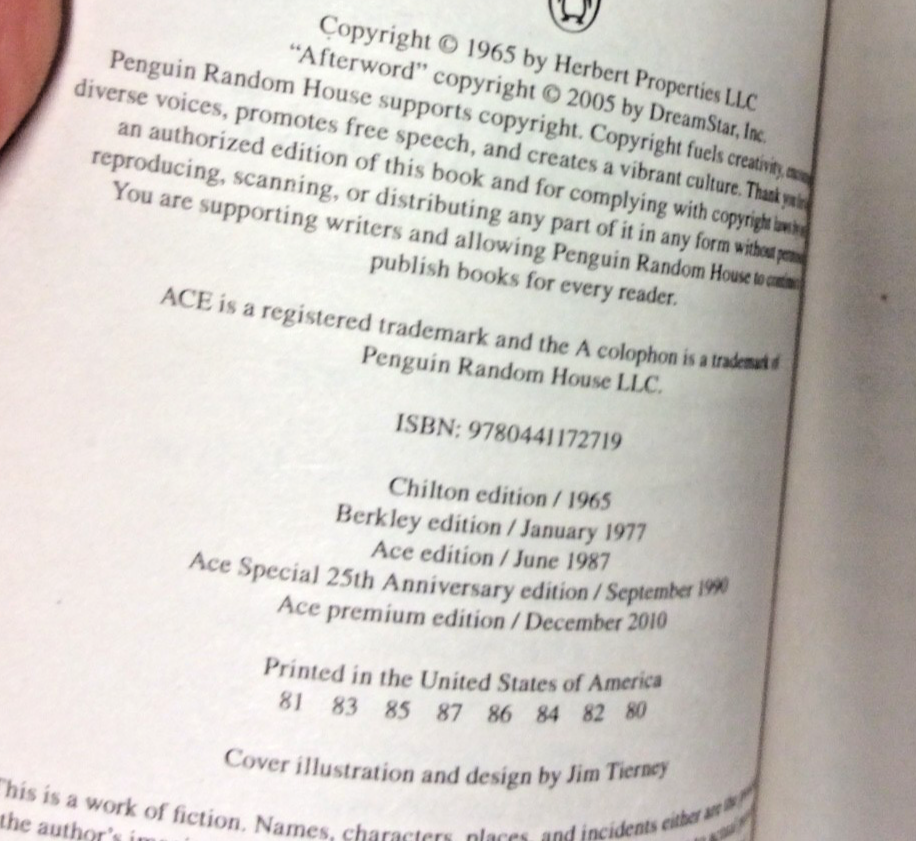 Copyright © 1965 by Herbert Properties LLC
“Afterword” copyright © 2005 by DreamStar, Inc.
Penguin Random House supports copyright. Copyright fuels creativity,
diverse voices, promotes free speech, and creates a vibrant culture. Thank you
an authorized edition of this book and for complying with copyright laws
reproducing, scanning, or distributing any part of it in any form without
You are supporting writers and allowing Penguin Random House to continue
publish books for every reader.
ACE is a registered trademark and the A colophon is a trademark of
Penguin Random House LLC.
ISBN: 9780441172719
Chilton edition / 1965
Berkley edition / January 1977
Ace edition / June 1987
Ace Special 25th Anniversary edition / September 1990
Ace premium edition / December 2010
Printed in the United States of America
81 83 85 87 86 84 82 80
Cover illustration and design by Jim Tierney
This is a work of fiction. Names, characters, places, and incidents either are the
the author's